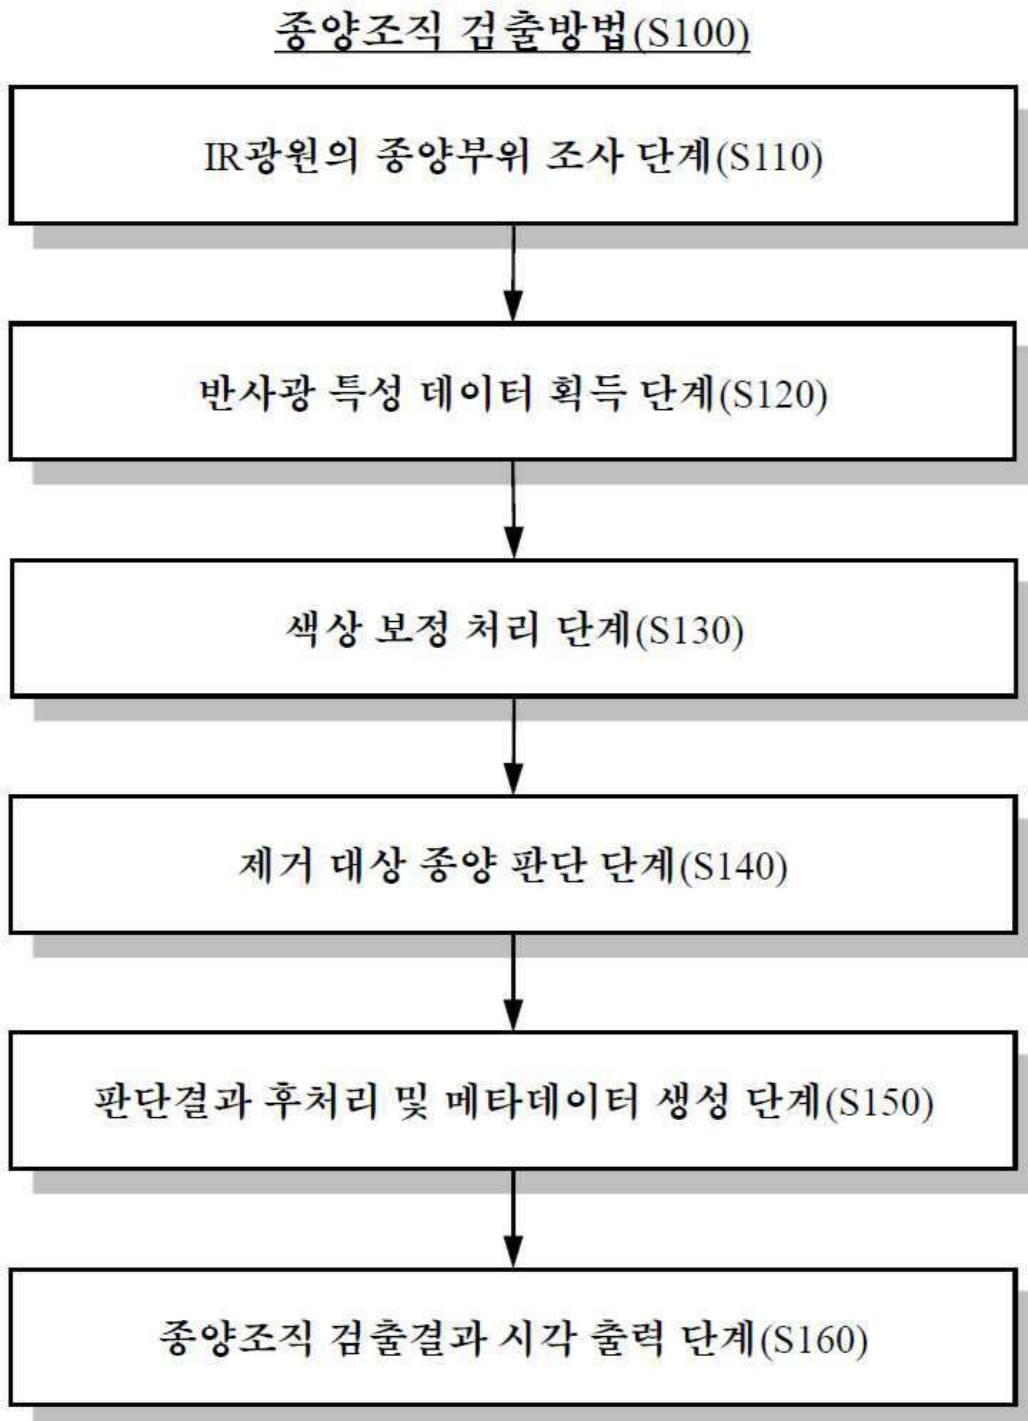 종양조직 검출방법(S100)
IR광원의 종양부위 조사 단계(S110)
반사광 특성 데이터 획득 단계(S120)
색상 보정 처리 단계(S130)
제거 대상 종양 판단 단계(S140)
판단결과 후처리 및 메타데이터 생성 단계(S150)
종양조직 검출결과 시각 출력 단계(S160)